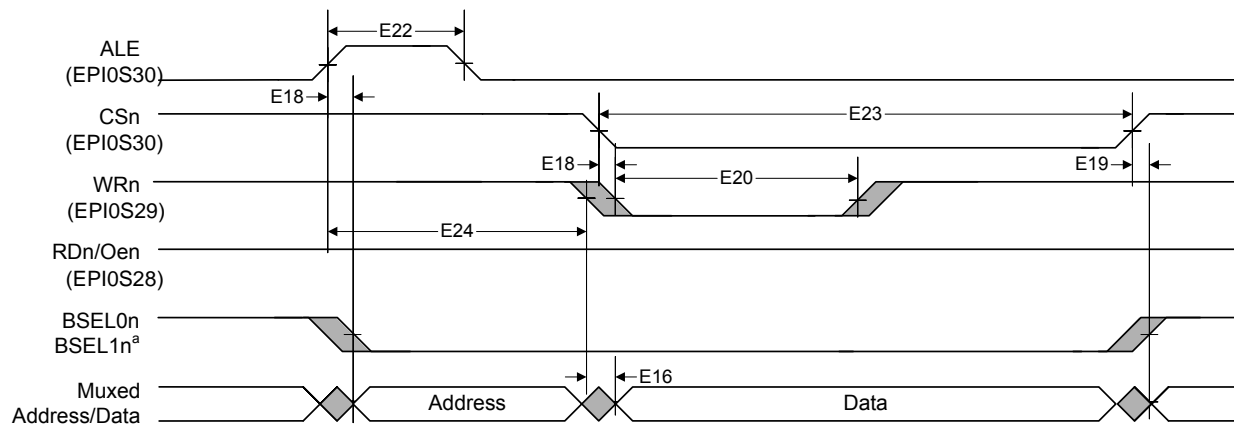 E22
ALE
(EPI0S30)
E18
CSn
(EPI0S30)
E23
E18
E20
E19
WRn
(EPI0S29)
E24
RDn/Oen
(EPI0S28)
BSEL0n
BSEL1nᵃ
E16
Muxed
Address/Data
Address
Data